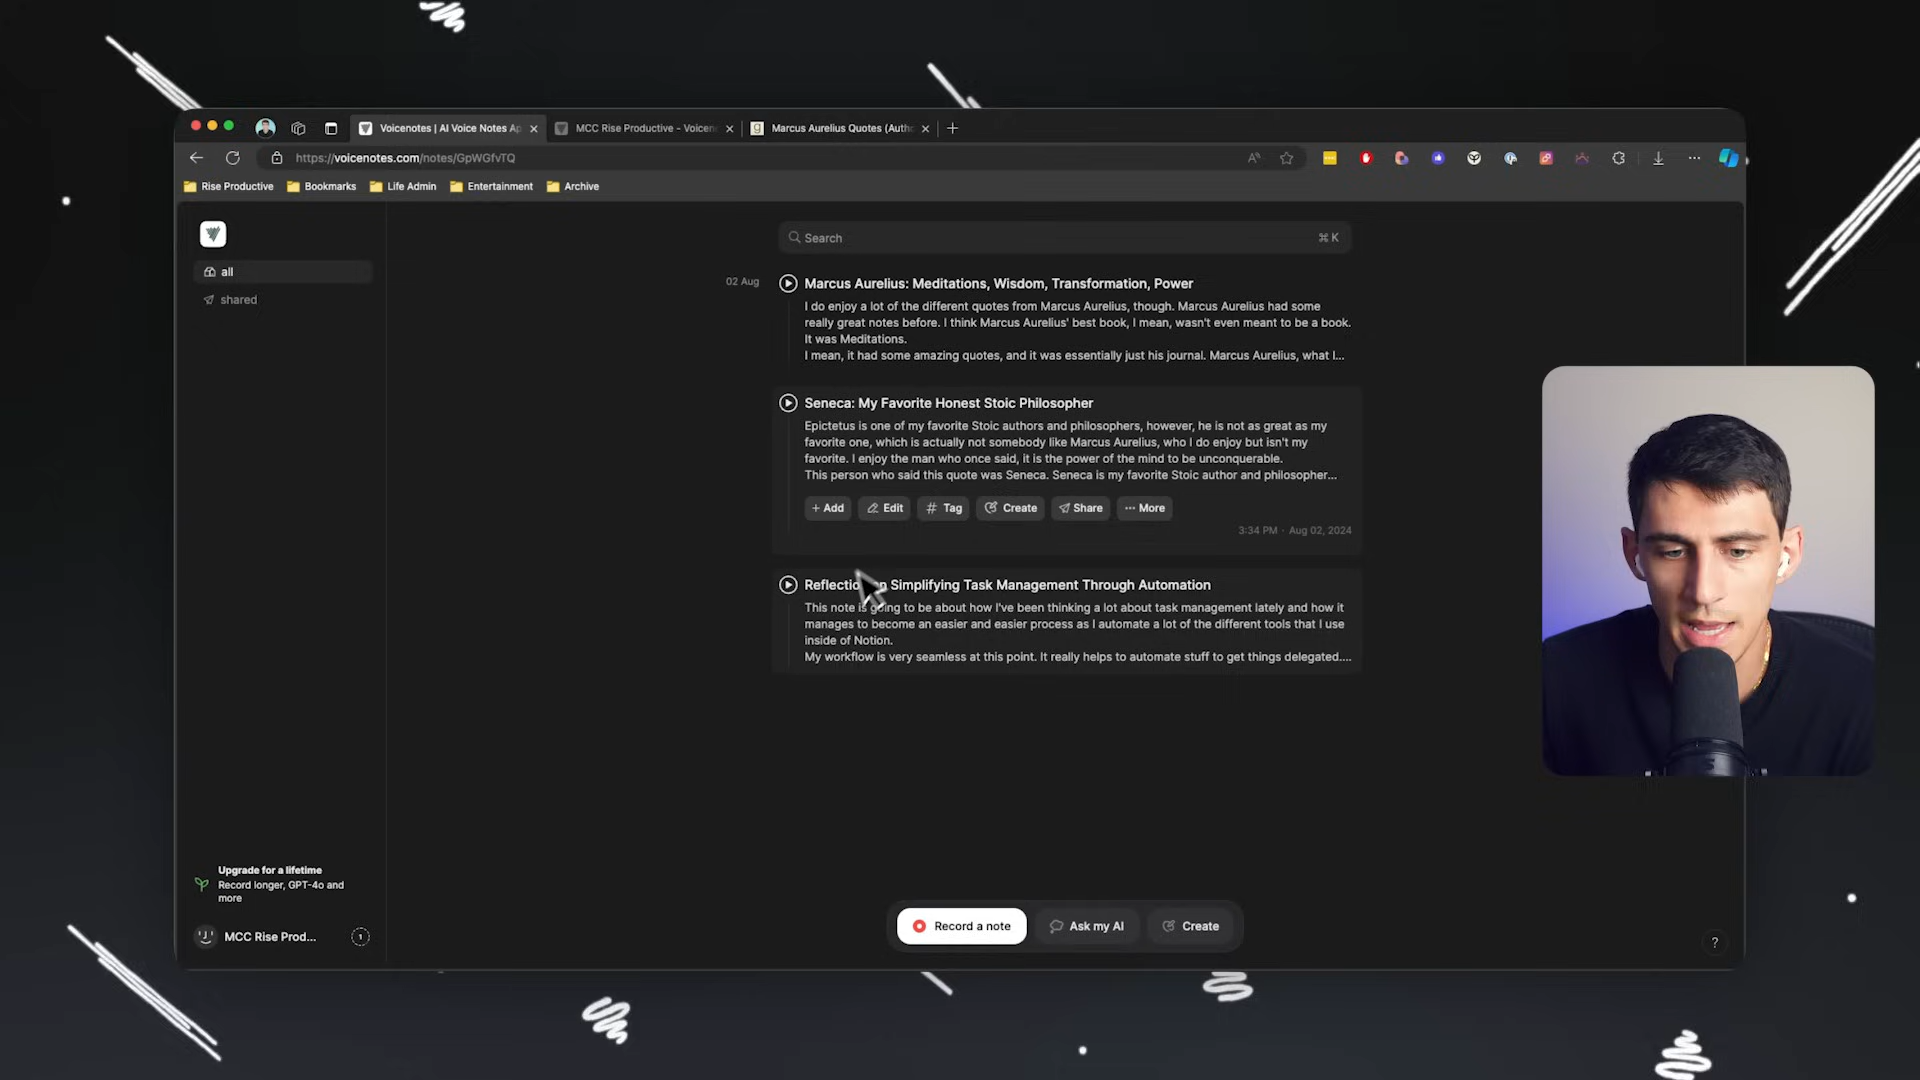 Voicenotes | AI Voice Notes Ap
MCC Rise Productive - Voicen
Marcus Aurelius Quotes (Auth
https://voicenotes.com/notes/GpWGfvTQ
Rise Productive
Bookmarks
Life Admin
Entertainment
Archive
all
shared
Search
⌘ K
02 Aug
Marcus Aurelius: Meditations, Wisdom, Transformation, Power
I do enjoy a lot of the different quotes from Marcus Aurelius, though. Marcus Aurelius had some
really great notes before. I think Marcus Aurelius' best book, I mean, wasn't even meant to be a book.
It was Meditations.
I mean, it had some amazing quotes, and it was essentially just his journal. Marcus Aurelius, what I...
Seneca: My Favorite Honest Stoic Philosopher
Epictetus is one of my favorite Stoic authors and philosophers, however, he is not as great as my
favorite one, which is actually not somebody like Marcus Aurelius, who I do enjoy but isn't my
favorite. I enjoy the man who once said, it is the power of the mind to be unconquerable.
This person who said this quote was Seneca. Seneca is my favorite Stoic author and philosopher...
+ Add
Edit
# Tag
Create
Share
··· More
3:34 PM · Aug 02, 2024
Reflection Simplifying Task Management Through Automation
This note is going to be about how I've been thinking a lot about task management lately and how it
manages to become an easier and easier process as I automate a lot of the different tools that I use
inside of Notion.
My workflow is very seamless at this point. It really helps to automate stuff to get things delegated....
Upgrade for a lifetime
Record longer, GPT-4o and
more
MCC Rise Prod...
1
Record a note
Ask my AI
Create
?